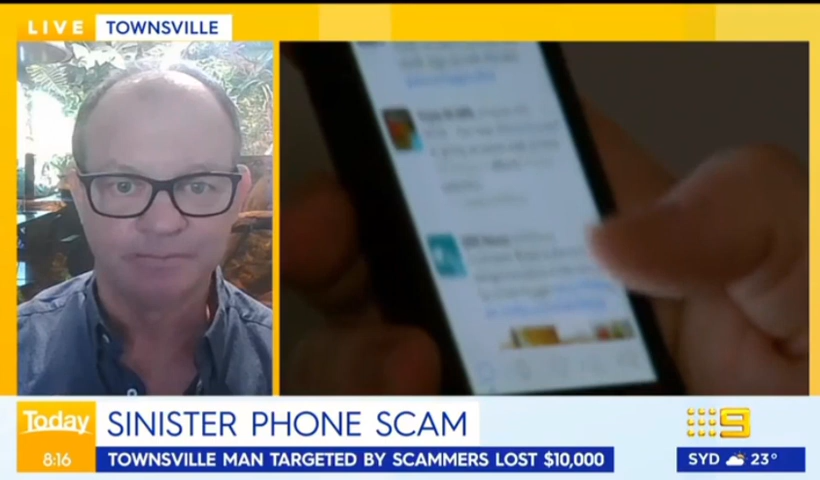 LIVE TOWNSVILLE
Today
8:16
SINISTER PHONE SCAM
TOWNSVILLE MAN TARGETED BY SCAMMERS LOST $10,000
9
SYD 23°